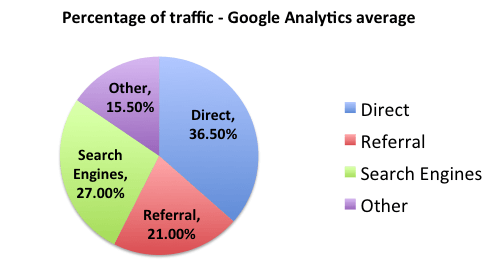 Percentage of traffic - Google Analytics average
Other,
15.50%
Direct,
36.50%
Search
Engines,
27.00%
Referral,
21.00%
Direct
Referral
Search Engines
Other